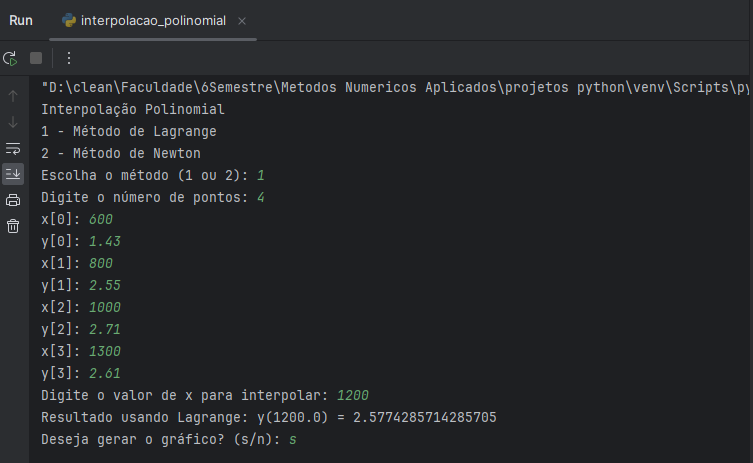 Run interpolacao_polinomial
"D:\clean\Faculdade\6Semestre\Metodos Numericos Aplicados\projetos python\venv\Scripts\py
Interpolação Polinomial
1 - Método de Lagrange
2 - Método de Newton
Escolha o método (1 ou 2): 1
Digite o número de pontos: 4
x[0]: 600
y[0]: 1.43
x[1]: 800
y[1]: 2.55
x[2]: 1000
y[2]: 2.71
x[3]: 1300
y[3]: 2.61
Digite o valor de x para interpolar: 1200
Resultado usando Lagrange: y(1200.0) = 2.5774285714285705
Deseja gerar o gráfico? (s/n): s